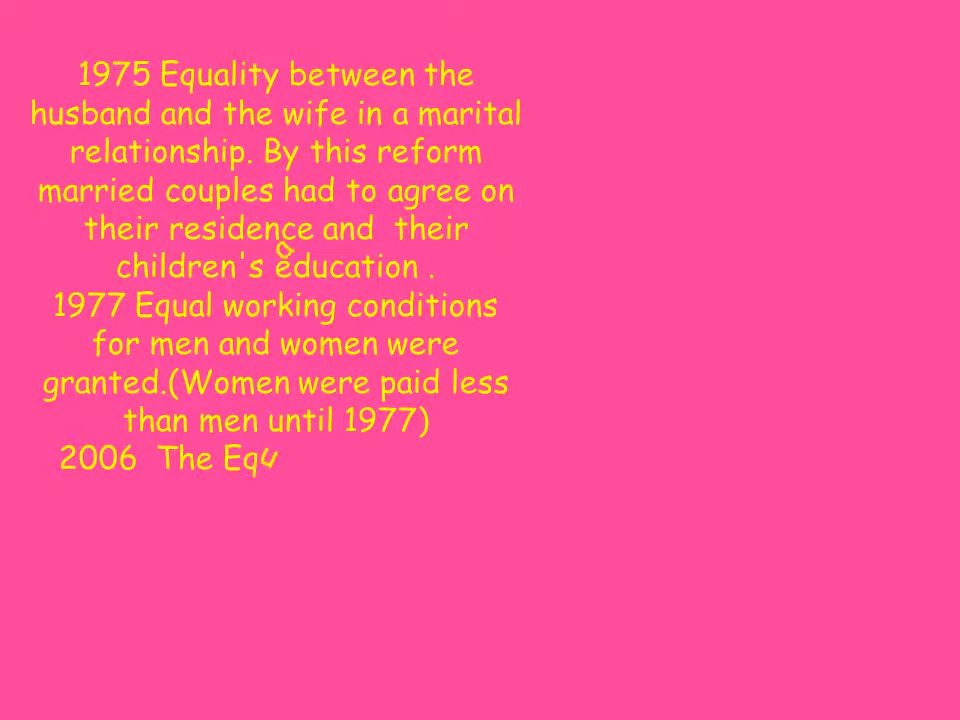 1975 Equality between the
husband and the wife in a marital
relationship. By this reform
married couples had to agree on
their residence and  their
children's education .
1977 Equal working conditions
for men and women were
granted.(Women were paid less
than men until 1977)
2006  The Equ
a